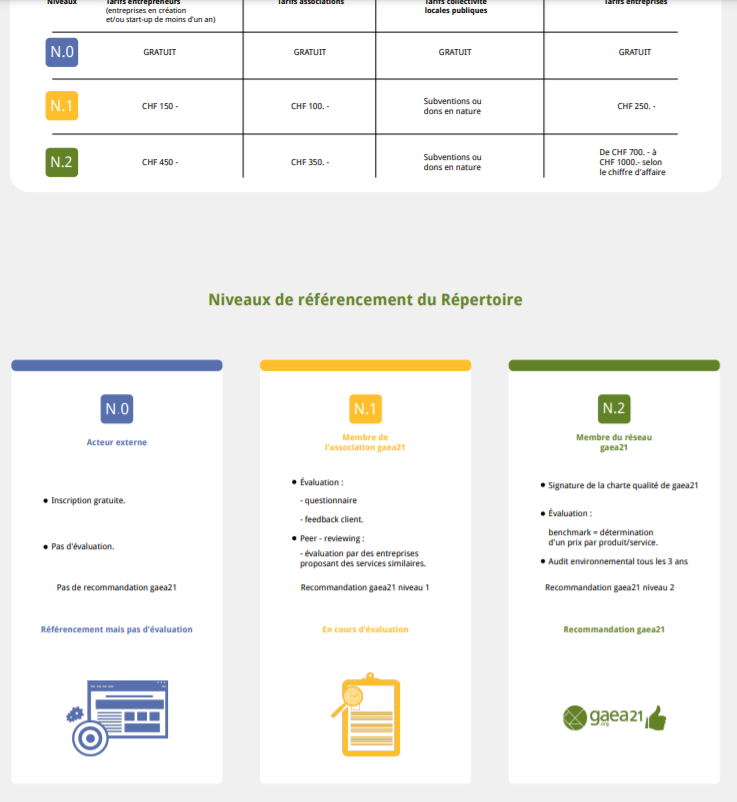 Niveaux
Tarifs entrepreneurs
(entreprises en création
et/ou start-up de moins d'un an)
Tarifs associations
Tarifs collectivité
locales publiques
Tarifs entreprises
N.0
GRATUIT
GRATUIT
GRATUIT
GRATUIT
N.1
CHF 150 -
CHF 100. -
Subventions ou
dons en nature
CHF 250. -
N.2
CHF 450 -
CHF 350. -
Subventions ou
dons en nature
De CHF 700. - à
CHF 1000.- selon
le chiffre d'affaire
Niveaux de référencement du Répertoire
N.0
Acteur externe
● Inscription gratuite.
● Pas d'évaluation.
Pas de recommandation gaea21
Référencement mais pas d'évaluation
N.1
Membre de
l'association gaea21
● Évaluation :
- questionnaire
- feedback client.
● Peer - reviewing :
- évaluation par des entreprises
proposant des services similaires.
Recommandation gaea21 niveau 1
En cours d'évaluation
N.2
Membre du réseau
gaea21
● Signature de la charte qualité de gaea21
● Évaluation :
benchmark = détermination
d'un prix par produit/service.
● Audit environnemental tous les 3 ans
Recommandation gaea21 niveau 2
Recommandation gaea21
gaea21
.org